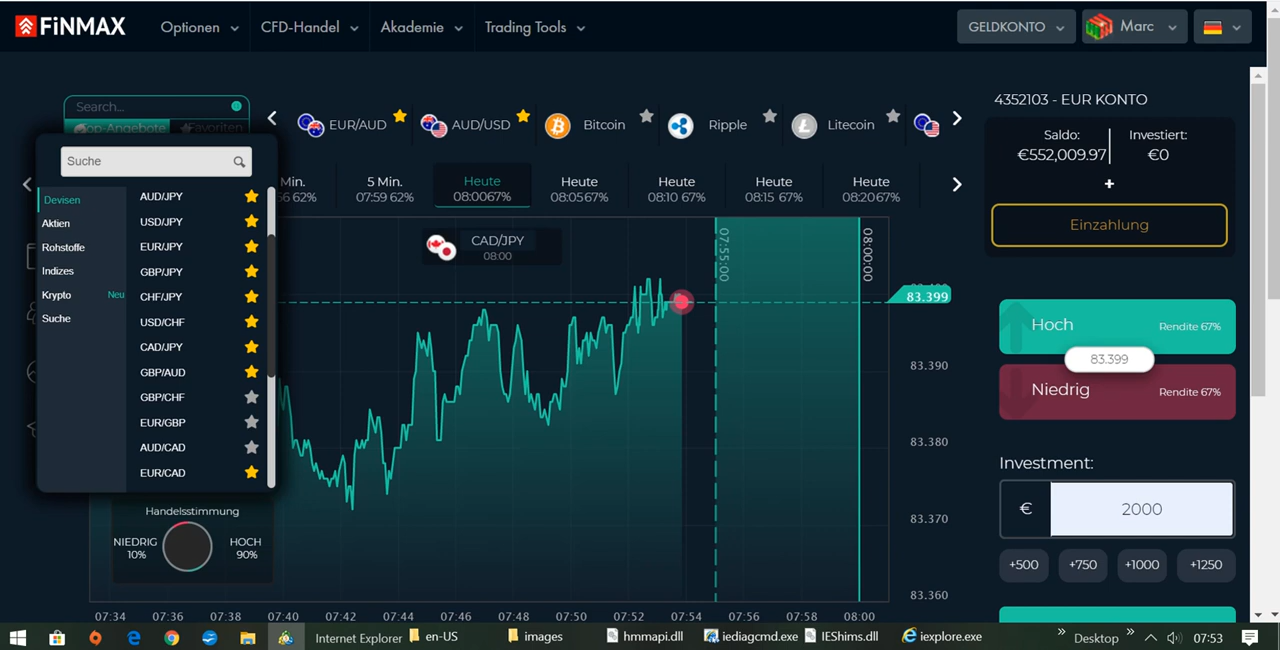 FiNMAX
Optionen
CFD-Handel
Akademie
Trading Tools
GELDKONTO
Marc
Search...
Top-Angebote
Favoriten
EUR/AUD
AUD/USD
Bitcoin
Ripple
Litecoin
4352103 - EUR KONTO
Saldo:
€552,009.97
Investiert:
€0
+
Einzahlung
Suche
Devisen
Aktien
Rohstoffe
Indizes
Krypto Neu
Suche
AUD/JPY
USD/JPY
EUR/JPY
GBP/JPY
CHF/JPY
USD/CHF
CAD/JPY
GBP/AUD
GBP/CHF
EUR/GBP
AUD/CAD
EUR/CAD
Min.
62%
5 Min.
07:59 62%
Heute
08:00 67%
Heute
08:05 67%
Heute
08:10 67%
Heute
08:15 67%
Heute
08:20 67%
CAD/JPY
08:00
07:55:00
08:00:00
83.399
83.390
83.380
83.370
83.360
Handelsstimmung
NIEDRIG
10%
HOCH
90%
07:34 07:36 07:38 07:40 07:42 07:44 07:46 07:48 07:50 07:52 07:54 07:56 07:58 08:00
Hoch
Rendite 67%
83.399
Niedrig
Rendite 67%
Investment:
€ 2000
+500 +750 +1000 +1250
Internet Explorer
en-US
images
hmmapi.dll
iediagcmd.exe
IEShims.dll
iexplore.exe
Desktop
07:53